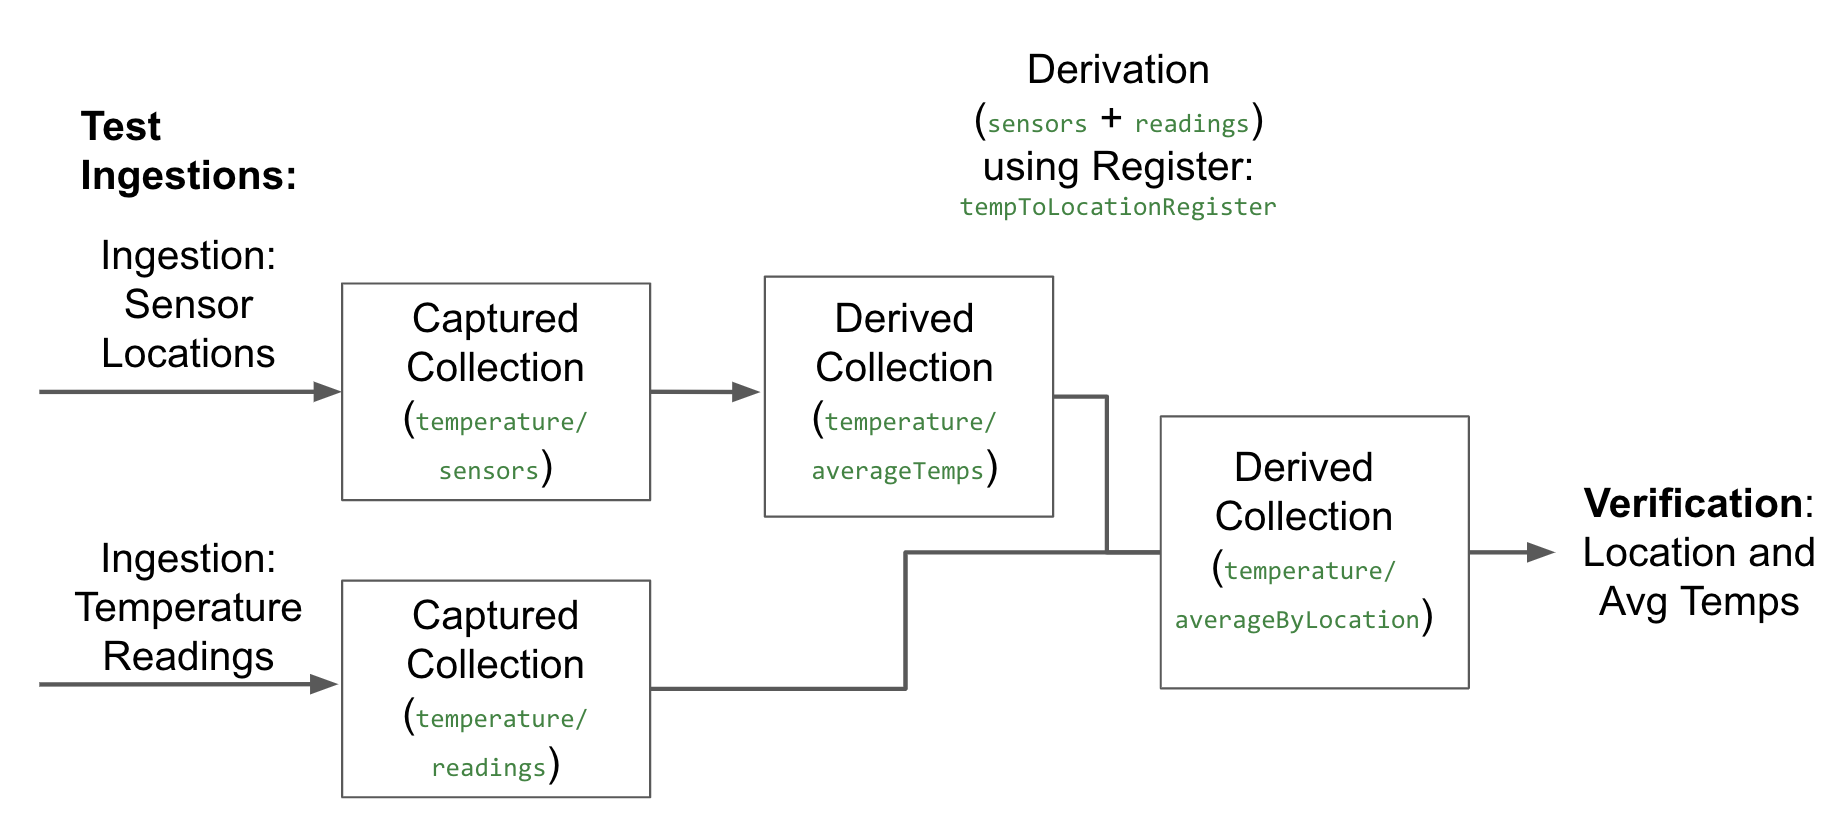 Derivation
(sensors + readings)
using Register:
tempToLocationRegister
Test
Ingestions:
Ingestion:
Sensor
Locations
Captured
Collection
(temperature/
sensors)
Derived
Collection
(temperature/
averageTemps)
Derived
Collection
(temperature/
averageByLocation)
Verification:
Location and
Avg Temps
Ingestion:
Temperature
Readings
Captured
Collection
(temperature/
readings)